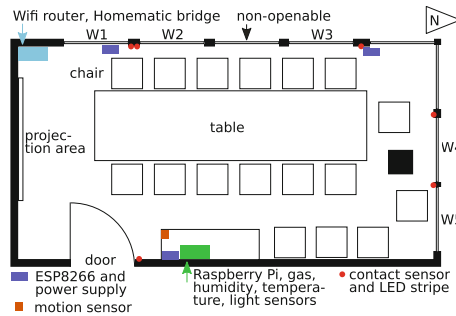 Wifi router, Homematic bridge
non-openable
N
W1
W2
W3
chair
projec-
tion area
table
W4
W5
door
ESP8266 and
power supply
motion sensor
Raspberry Pi, gas,
humidity, tempera-
ture, light sensors
contact sensor
and LED stripe